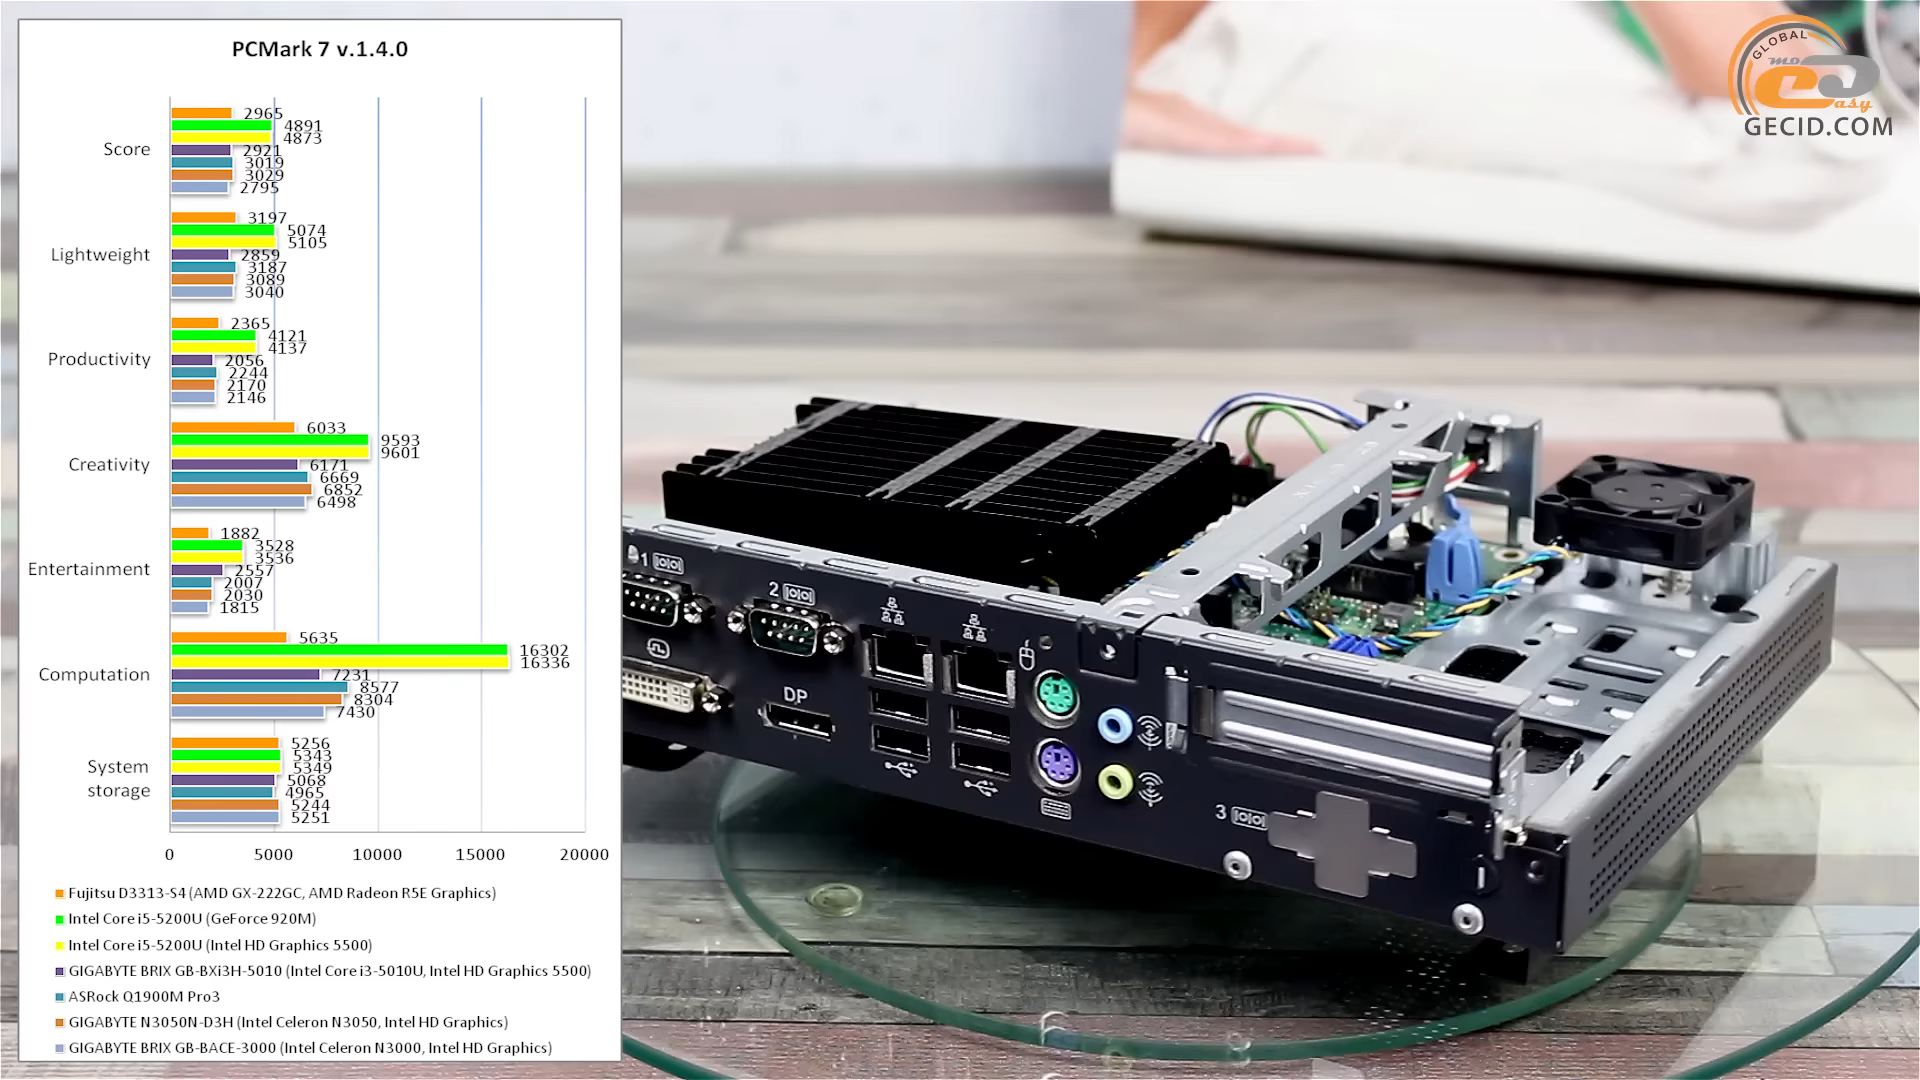 PCMark 7 v.1.4.0
Score
2965
4891
4873
2921
3019
3029
2795
Lightweight
3197
5074
5105
2859
3187
3089
3040
Productivity
2365
4121
4137
2056
2244
2170
2146
Creativity
6033
9593
9601
6171
6669
6852
6498
Entertainment
1882
3528
3536
2557
2007
2030
1815
Computation
5635
16302
16336
7231
8577
8304
7430
System
storage
5256
5343
5349
5068
4965
5244
5251
0 5000 10000 15000 20000
Fujitsu D3313-S4 (AMD GX-222GC, AMD Radeon R5E Graphics)
Intel Core i5-5200U (GeForce 920M)
Intel Core i5-5200U (Intel HD Graphics 5500)
GIGABYTE BRIX GB-BXi3H-5010 (Intel Core i3-5010U, Intel HD Graphics 5500)
ASRock Q1900M Pro3
GIGABYTE N3050N-D3H (Intel Celeron N3050, Intel HD Graphics)
GIGABYTE BRIX GB-BACE-3000 (Intel Celeron N3000, Intel HD Graphics)
GLOBAL
mo
easy
GECID.COM
1
2
DP
3